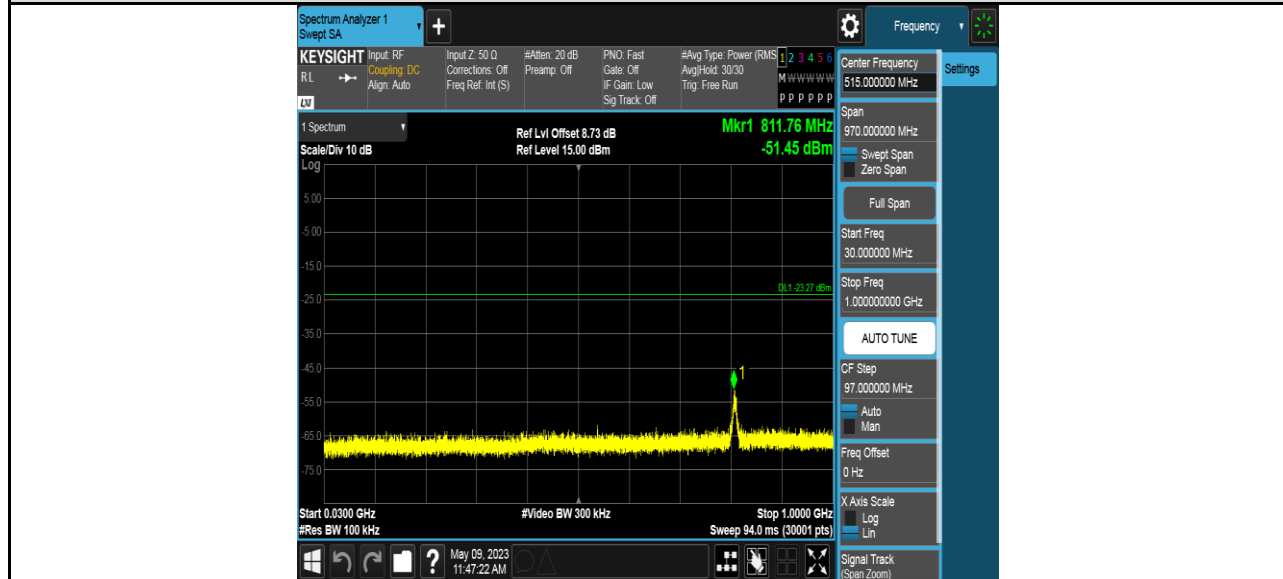 Spectrum Analyzer 1
Swept SA
+
Frequency
KEYSIGHT
RL
LXI
Input: RF
Coupling: DC
Align: Auto
Input Z: 50 Ω
Corrections: Off
Freq Ref: Int (S)
#Atten: 20 dB
Preamp: Off
PNO: Fast
Gate: Off
IF Gain: Low
Sig Track: Off
#Avg Type: Power (RMS
Avg|Hold: 30/30
Trig: Free Run
1 2 3 4 5 6
M W W W W W
P P P P P P
1 Spectrum
Scale/Div 10 dB
Ref Lvl Offset 8.73 dB
Ref Level 15.00 dBm
Mkr1 811.76 MHz
-51.45 dBm
Log
5.00
-5.00
-15.0
DL1 -23.27 dBm
-25.0
-35.0
-45.0
1
-55.0
-65.0
-75.0
Start 0.0300 GHz
#Video BW 300 kHz
Stop 1.0000 GHz
#Res BW 100 kHz
Sweep 94.0 ms (30001 pts)
?
May 09, 2023
11:47:22 AM
Center Frequency
515.000000 MHz
Settings
Span
970.000000 MHz
Swept Span
Zero Span
Full Span
Start Freq
30.000000 MHz
Stop Freq
1.000000000 GHz
AUTO TUNE
CF Step
97.000000 MHz
Auto
Man
Freq Offset
0 Hz
X Axis Scale
Log
Lin
Signal Track
(Span Zoom)